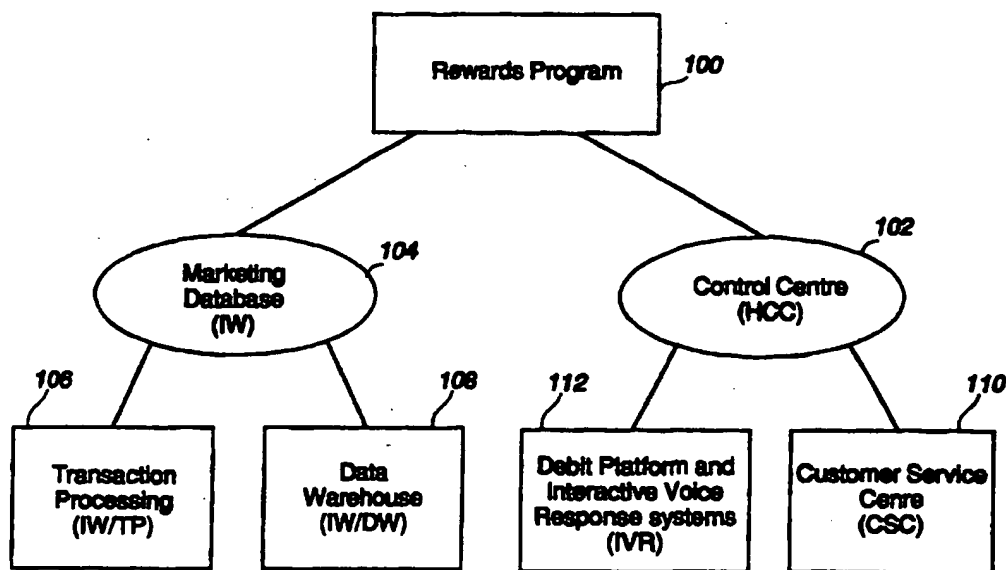 Rewards Program
100
104
Marketing
Database
(IW)
102
Control Centre
(HCC)
106
Transaction
Processing
(IW/TP)
108
Data
Warehouse
(IW/DW)
112
Debit Platform and
Interactive Voice
Response systems
(IVR)
110
Customer Service
Cenre
(CSC)